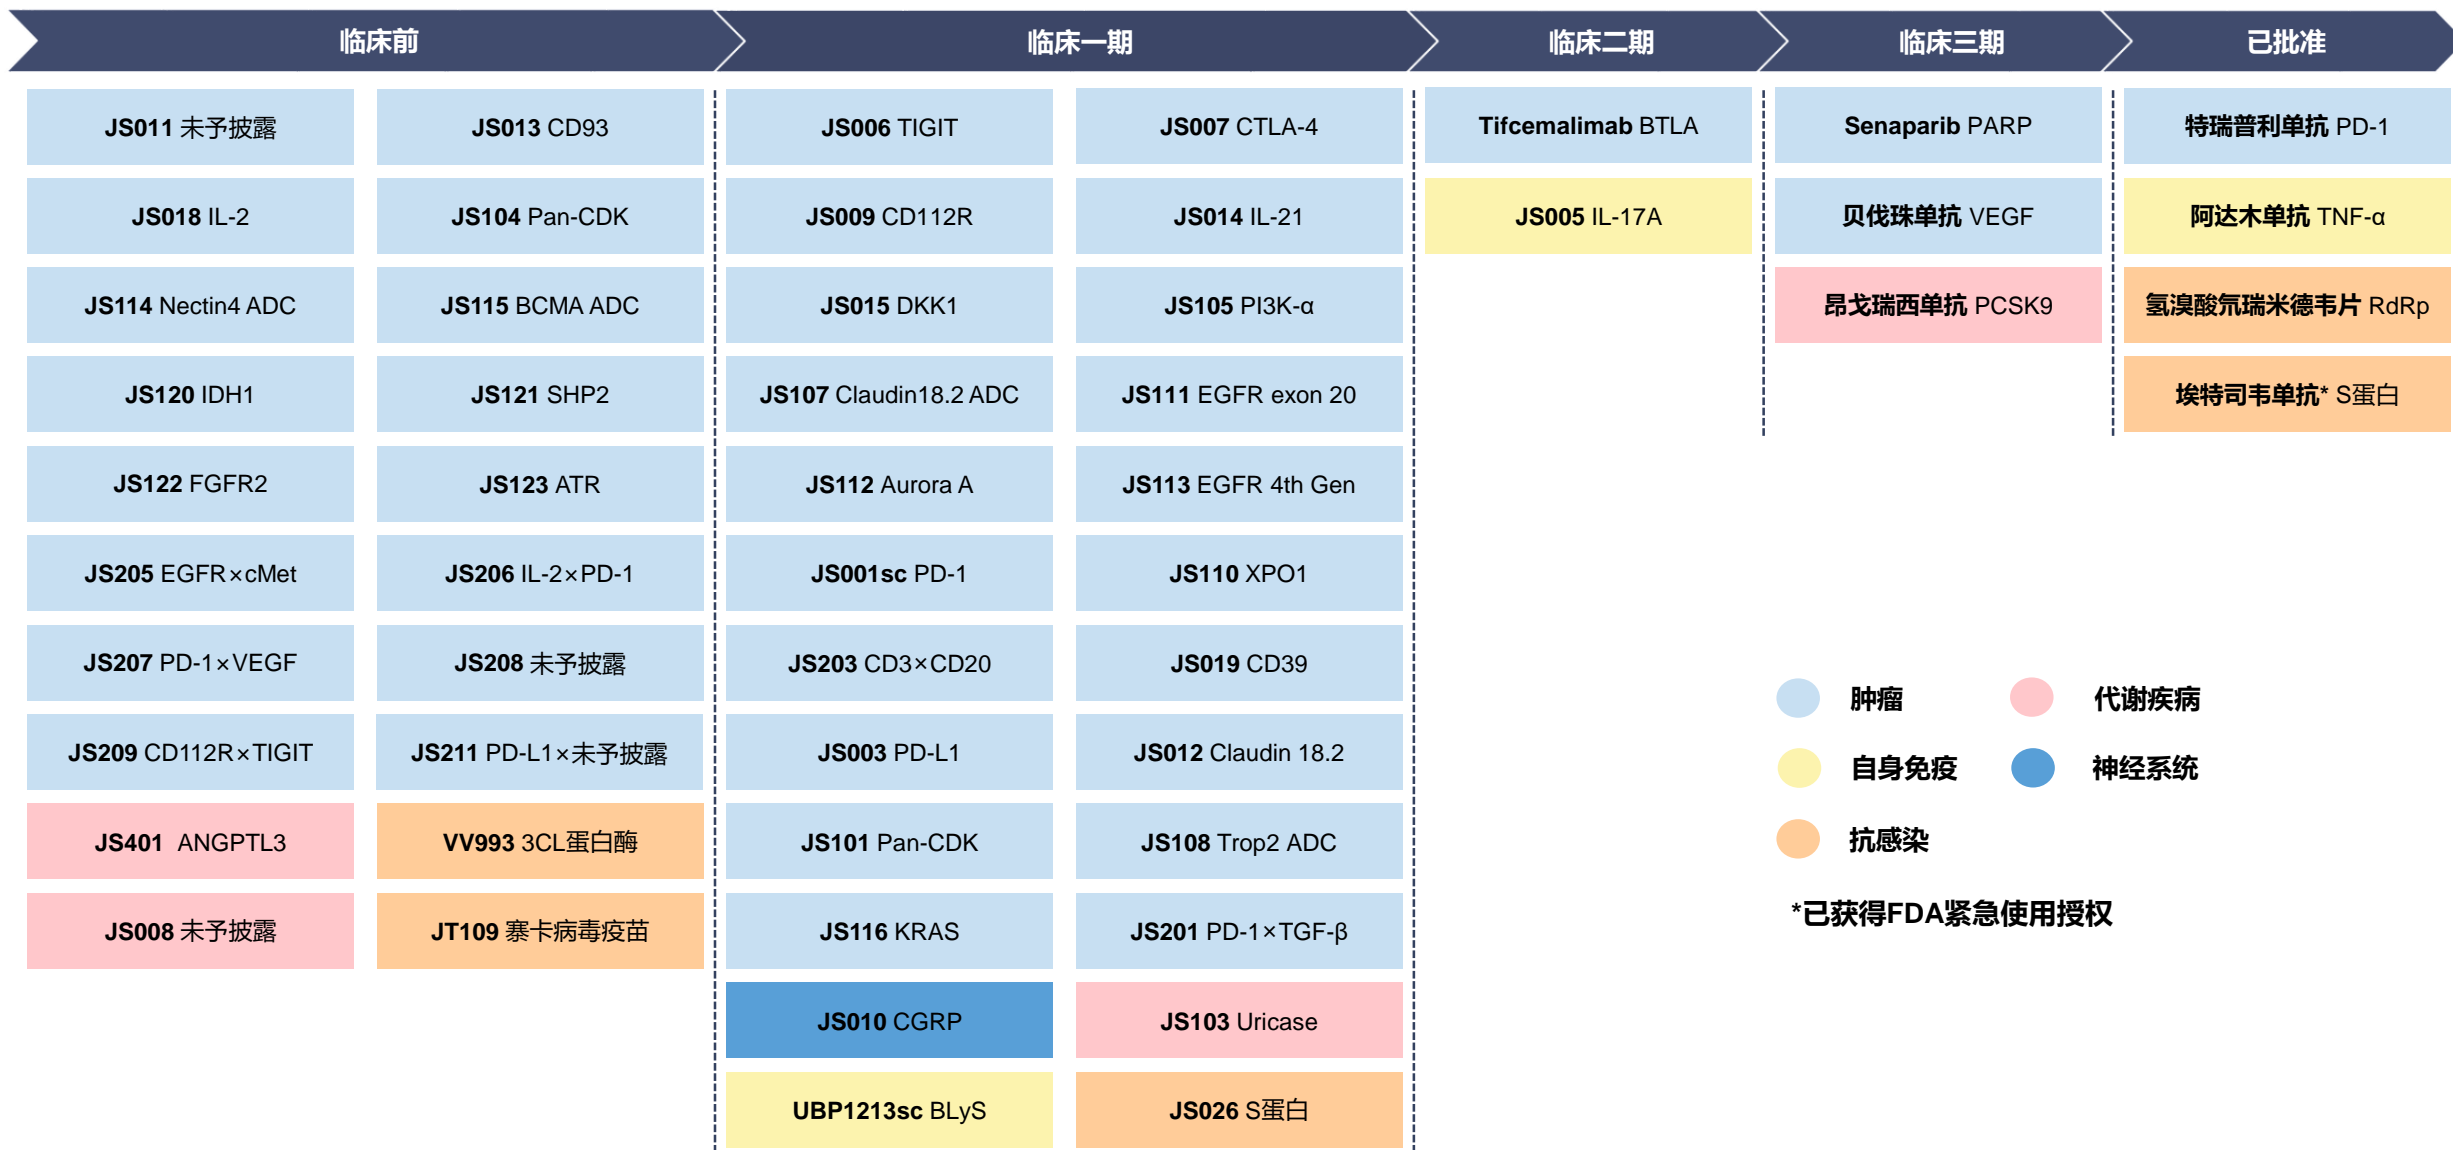 临床前
临床一期
临床二期
临床三期
已批准
JS011 未予披露
JS013 CD93
JS006 TIGIT
JS007 CTLA-4
Tifcemalimab BTLA
Senaparib PARP
特瑞普利单抗 PD-1
JS018 IL-2
JS104 Pan-CDK
JS009 CD112R
JS014 IL-21
JS005 IL-17A
贝伐珠单抗 VEGF
阿达木单抗 TNF-α
JS114 Nectin4 ADC
JS115 BCMA ADC
JS015 DKK1
JS105 PI3K-α
昂戈瑞西单抗 PCSK9
氢溴酸氘瑞米德韦片 RdRp
JS120 IDH1
JS121 SHP2
JS107 Claudin18.2 ADC
JS111 EGFR exon 20
埃特司韦单抗* S蛋白
JS122 FGFR2
JS123 ATR
JS112 Aurora A
JS113 EGFR 4th Gen
JS205 EGFR×cMet
JS206 IL-2×PD-1
JS001sc PD-1
JS110 XPO1
JS207 PD-1×VEGF
JS208 未予披露
JS203 CD3×CD20
JS019 CD39
肿瘤
代谢疾病
JS209 CD112R×TIGIT
JS211 PD-L1×未予披露
JS003 PD-L1
JS012 Claudin 18.2
自身免疫
神经系统
JS401 ANGPTL3
VV993 3CL蛋白酶
JS101 Pan-CDK
JS108 Trop2 ADC
抗感染
JS008 未予披露
JT109 寨卡病毒疫苗
JS116 KRAS
JS201 PD-1×TGF-β
*已获得FDA紧急使用授权
JS010 CGRP
JS103 Uricase
UBP1213sc BLyS
JS026 S蛋白